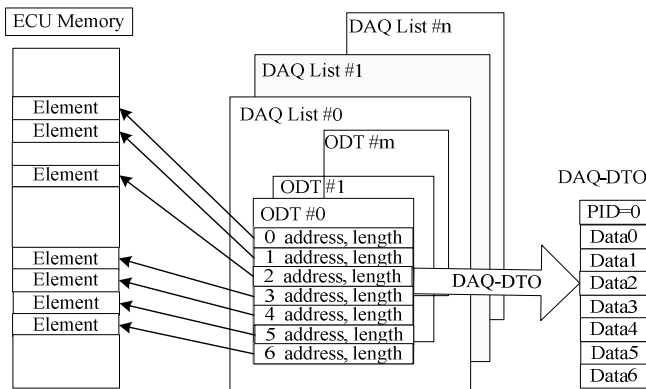 ECU Memory
Element
Element
Element
Element
Element
Element
Element
DAQ List #n
DAQ List #1
DAQ List #0
ODT #m
ODT #1
ODT #0
0 address, length
1 address, length
2 address, length
3 address, length
4 address, length
5 address, length
6 address, length
DAQ-DTO
DAQ-DTO
PID=0
Data0
Data1
Data2
Data3
Data4
Data5
Data6